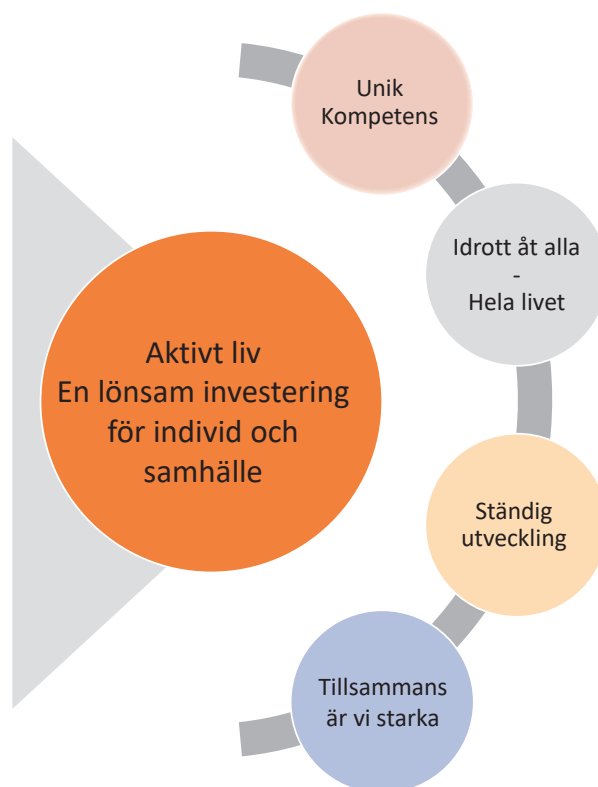 Unik
Kompetens
Idrott åt alla
-
Hela livet
Aktivt liv
En lönsam investering
för individ och
samhälle
Ständig
utveckling
Tillsammans
är vi starka